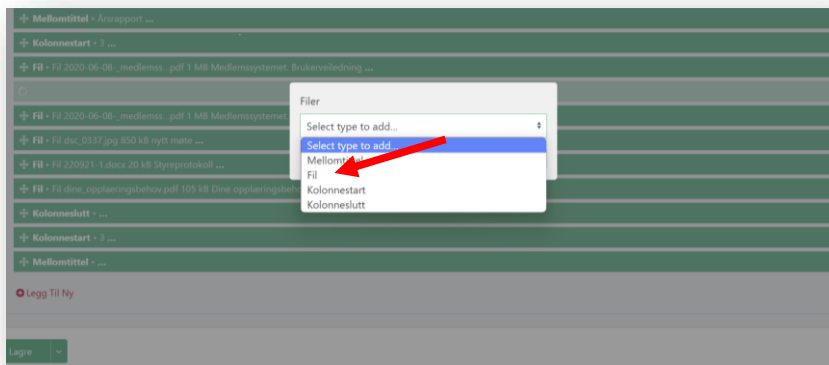 Mellomtittel • Årsrapport ...
Kolonnestart • 3 ...
Fil • Fil 2020-06-08-_medlemss...pdf 1 MB Medlemssystemet. Brukerveiledning ...
Filer
Fil • Fil 2020-06-08-_medlemss...pdf 1 MB Medlemssystemet.
Select type to add...
Fil • Fil dsc_0337.jpg 850 kB nytt møte ...
Select type to add...
Mellomtittel
Fil • Fil 220921-1.docx 20 kB Styreprotokoll ...
Fil
Fil • Fil dine_opplaeringsbehov.pdf 105 kB Dine opplæringsbeh
Kolonnestart
Kolonneslutt
Kolonneslutt • ...
Kolonnestart • 3 ...
Mellomtittel • ...
Legg Til Ny
Lagre